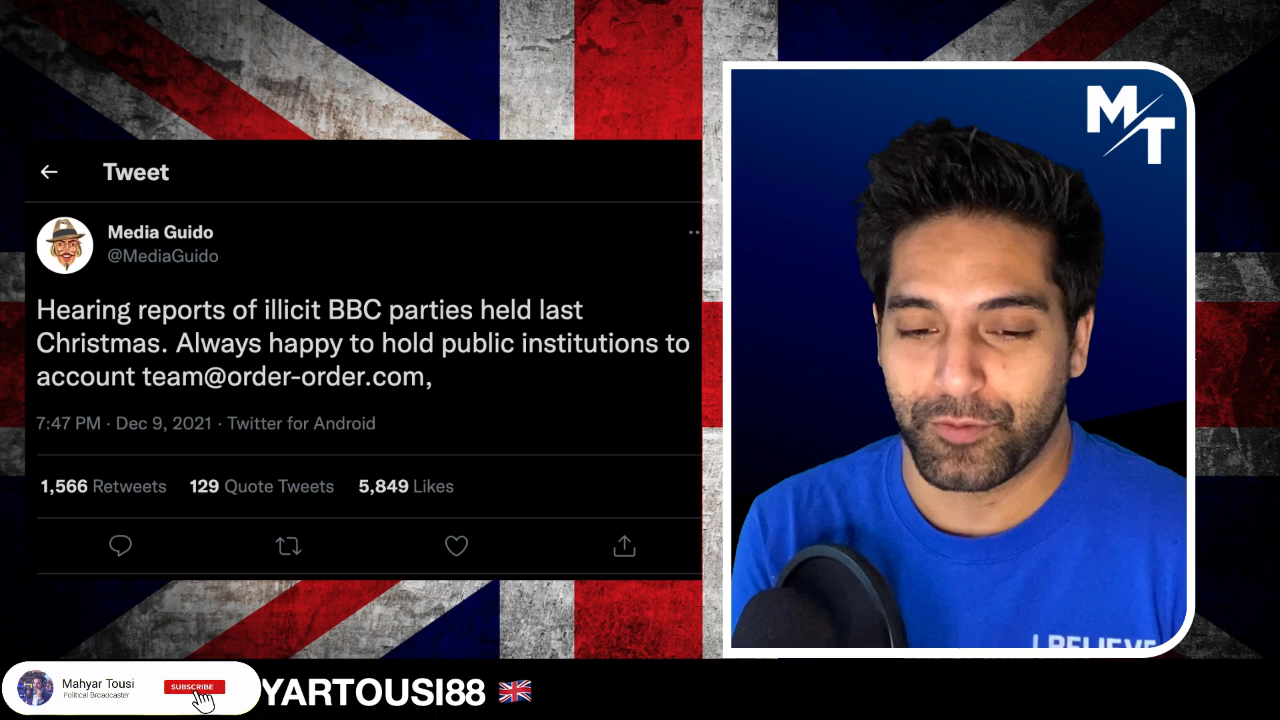 Tweet
Media Guido
@MediaGuido
Hearing reports of illicit BBC parties held last
Christmas. Always happy to hold public institutions to
account team@order-order.com,
7:47 PM · Dec 9, 2021 · Twitter for Android
1,566 Retweets 129 Quote Tweets 5,849 Likes
MT
I BELIEVE
Mahyar Tousi
Political Broadcaster
SUBSCRIBE
YARTOUSI88